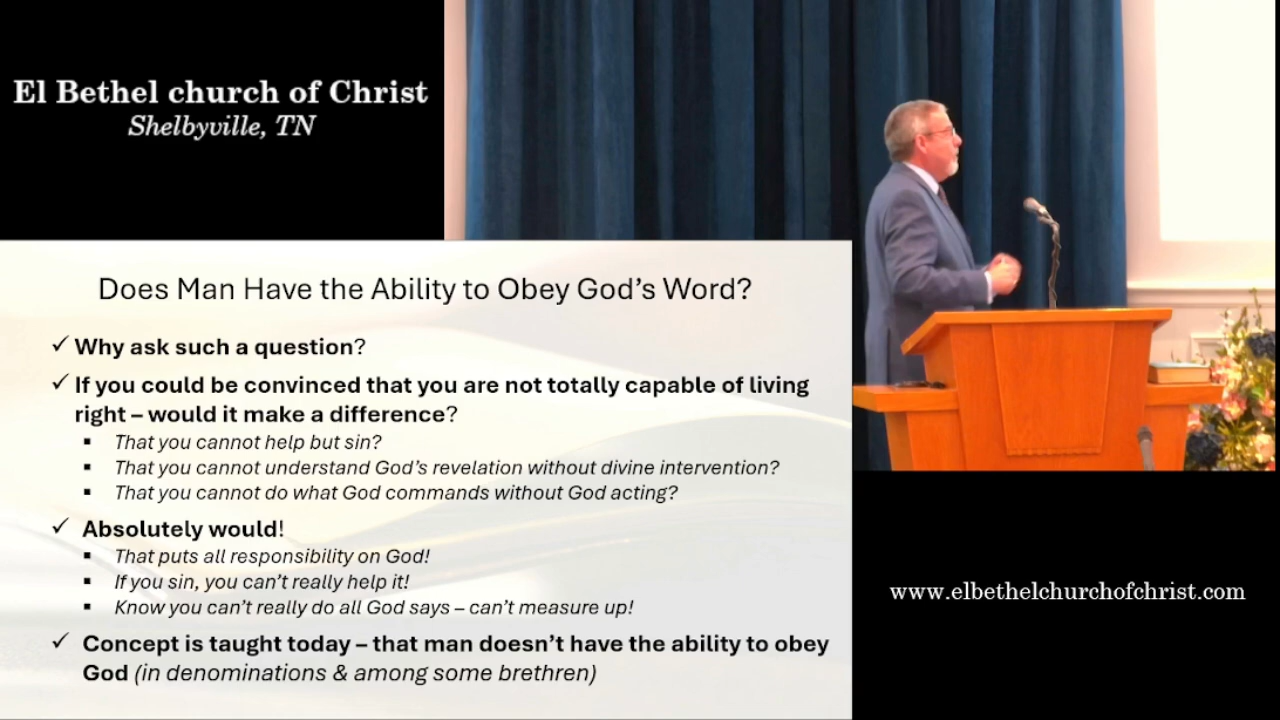 El Bethel church of Christ
Shelbyville, TN
Does Man Have the Ability to Obey God's Word?
✓ Why ask such a question?
✓ If you could be convinced that you are not totally capable of living
right – would it make a difference?
▪ That you cannot help but sin?
▪ That you cannot understand God's revelation without divine intervention?
▪ That you cannot do what God commands without God acting?
✓ Absolutely would!
▪ That puts all responsibility on God!
▪ If you sin, you can't really help it!
▪ Know you can't really do all God says – can't measure up!
✓ Concept is taught today – that man doesn't have the ability to obey
God (in denominations & among some brethren)
www.elbethelchurchofchrist.com